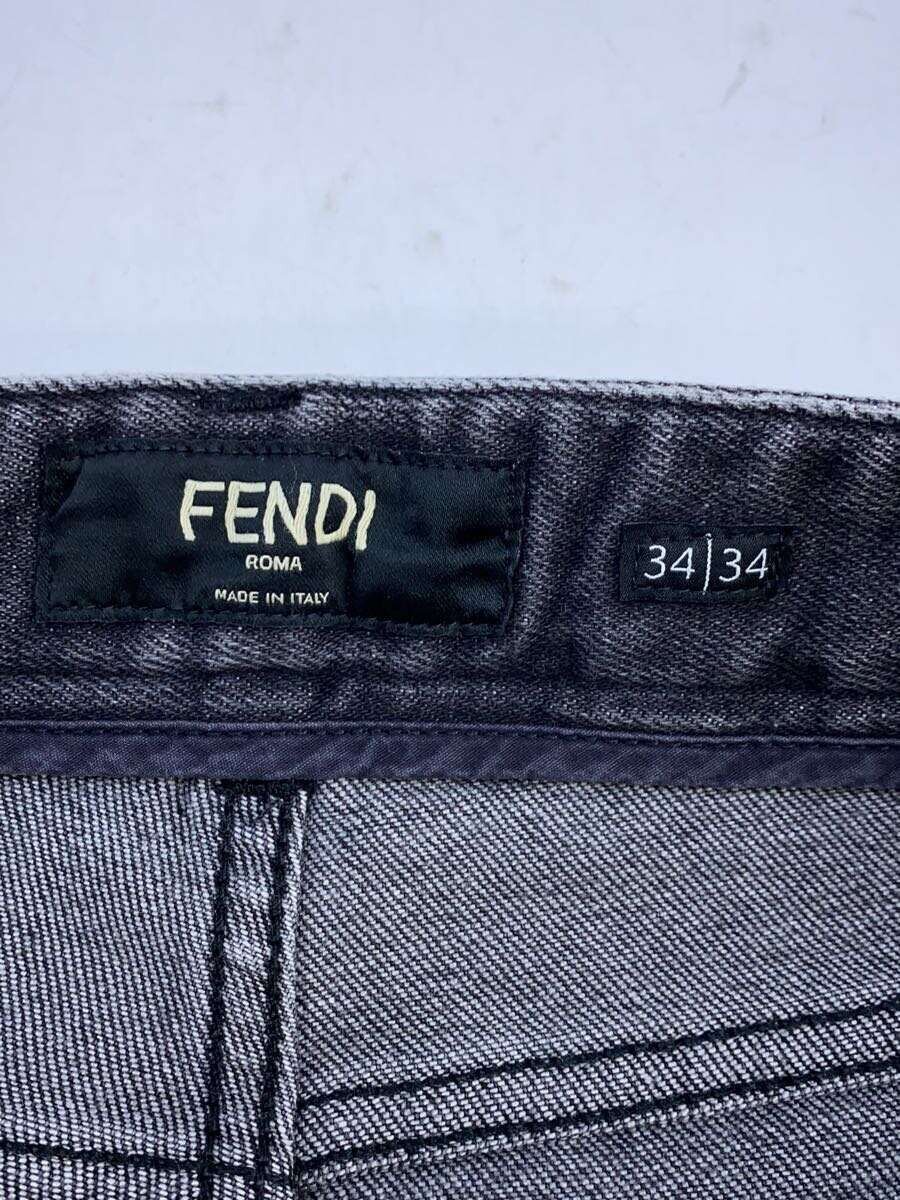 FENDI
ROMA
MADE IN ITALY
34|34